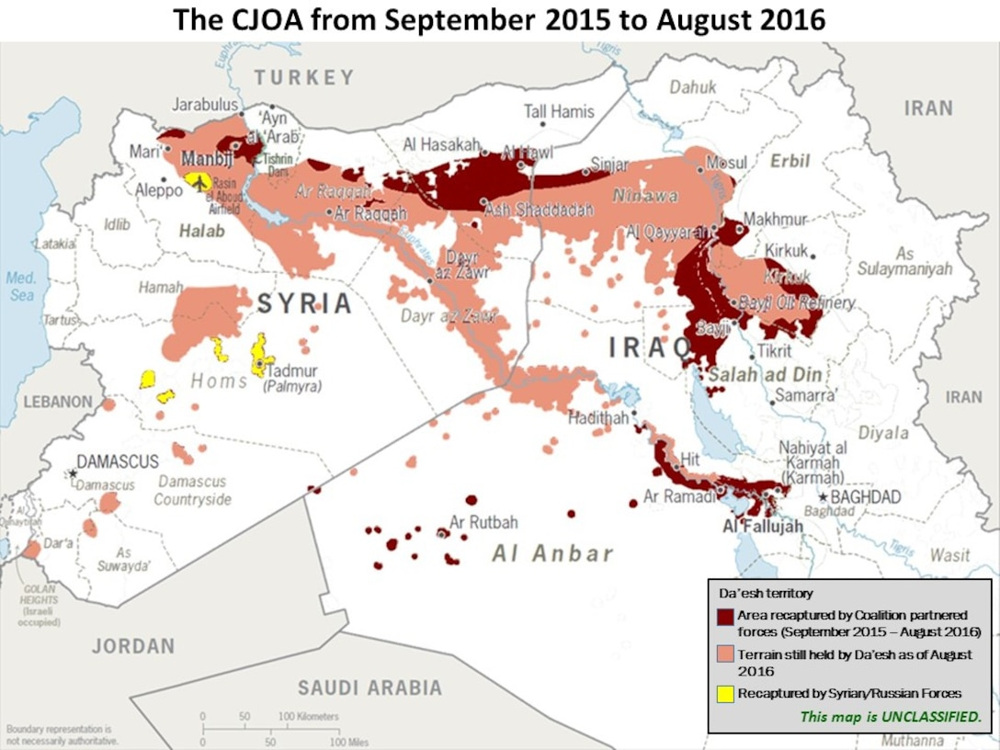 The CJOA from September 2015 to August 2016
TURKEY
Tigris
Dahuk
IRAN
Jarabulus
'Ayn
al 'Arab
Tall Hamis
Mari'
Manbij
Tishrin
Dam
Al Hasakah
Al Hawl
Sinjar
Mosul
Erbil
Aleppo
Rasin
el Aboud
Airfield
Ar Raqqah
Ar Raqqah
Ninawa
Tigris
Ash Shaddadah
Idlib
Halab
Al Qayyarah
Makhmur
Latakia
Euphrates
Dayr
az Zawr
Kirkuk
Kirkuk
As
Sulaymaniyah
Med.
Sea
Hamah
SYRIA
Dayr az Zawr
Bayji Oil Refinery
Tartus
Bayji
IRAQ
Tikrit
Homs
Tadmur
(Palmyra)
Salah ad Din
Samarra'
LEBANON
IRAN
Hadithah
Diyala
DAMASCUS
Damascus
Damascus
Countryside
Hit
Nahiyat al
Karmah
(Karmah)
Ar Ramadi
BAGHDAD
Baghdad
Al
Qunaytirah
Ar Rutbah
Al Fallujah
Dar'a
As
Suwayda'
Al Anbar
Tigris
Wasit
GOLAN
HEIGHTS
(Israeli
occupied)
JORDAN
SAUDI ARABIA
Da'esh territory
Area recaptured by Coalition partnered
forces (September 2015 – August 2016)
Terrain still held by Da'esh as of August
2016
Recaptured by Syrian/Russian Forces
This map is UNCLASSIFIED.
0 50 100 Kilometers
0 50 100 Miles
Boundary representation is
not necessarily authoritative.
Muthanna